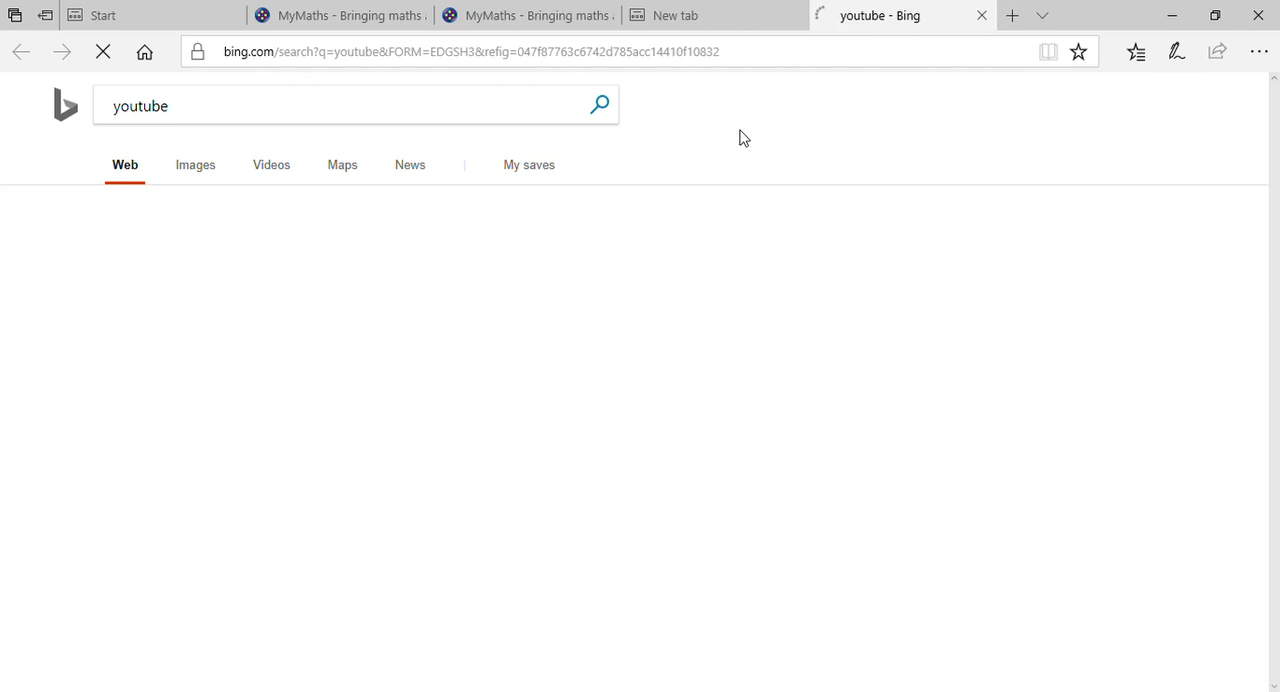 Start
MyMaths - Bringing maths
MyMaths - Bringing maths
New tab
youtube - Bing
bing.com/search?q=youtube&FORM=EDGSH3&refig=047f87763c6742d785acc14410f10832
youtube
Web Images Videos Maps News | My saves